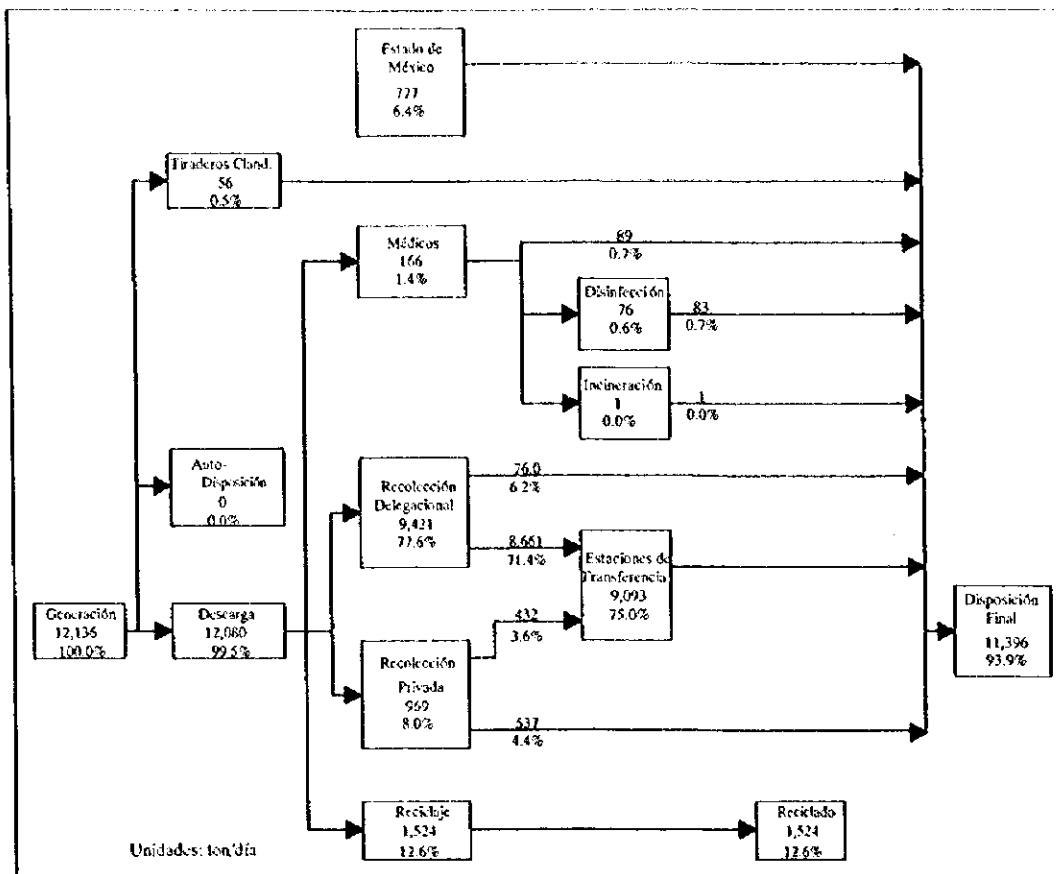 Estado de
México
777
6.4%
Tiraderos Cland.
56
0.5%
Médicos
166
1.4%
89
0.7%
Disinfección
76
0.6%
83
0.7%
Incineración
1
0.0%
1
0.0%
Auto-
Disposición
0
0.0%
Recolección
Delegacional
9,421
77.6%
76.0
6.2%
8,661
71.4%
Estaciones de
Transferencia
9,093
75.0%
Generación
12,136
100.0%
Descarga
12,080
99.5%
432
3.6%
Recolección
Privada
969
8.0%
537
4.4%
Disposición
Final
11,396
93.9%
Reciclaje
1,524
12.6%
Reciclado
1,524
12.6%
Unidades: ton/día